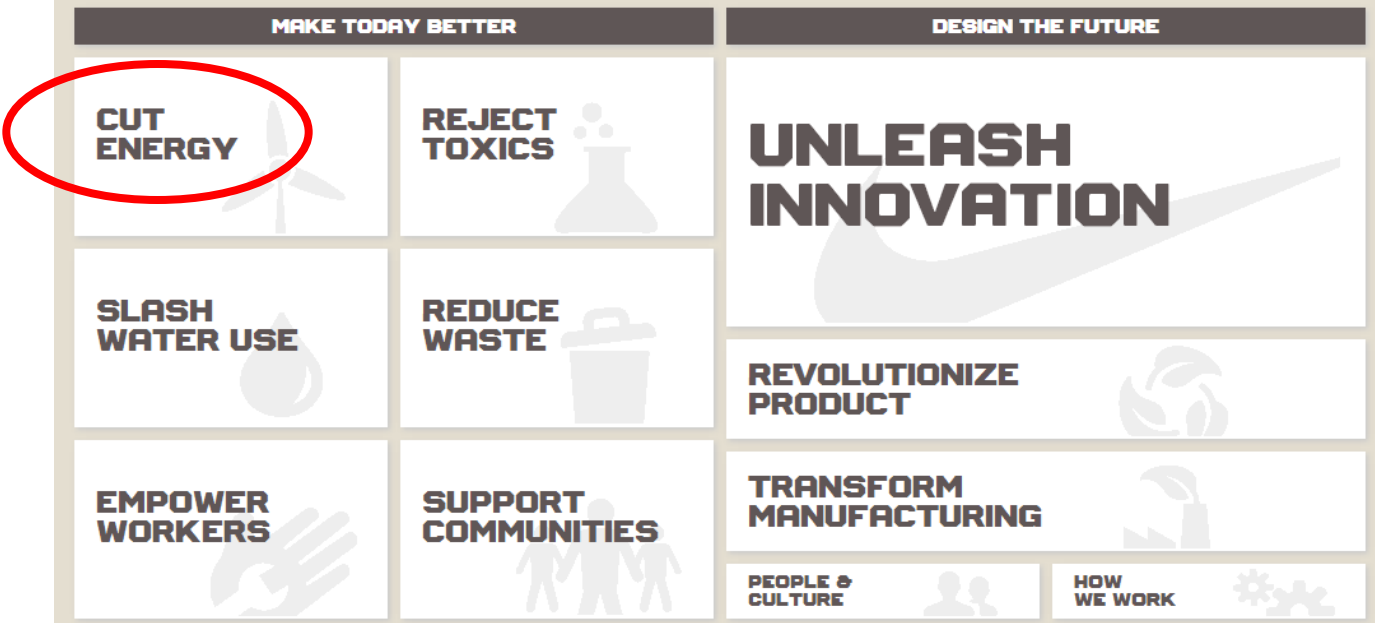 MAKE TODAY BETTER
CUT
ENERGY
REJECT
TOXICS
SLASH
WATER USE
REDUCE
WASTE
EMPOWER
WORKERS
SUPPORT
COMMUNITIES
DESIGN THE FUTURE
UNLEASH
INNOVATION
REVOLUTIONIZE
PRODUCT
TRANSFORM
MANUFACTURING
PEOPLE &
CULTURE
HOW
WE WORK